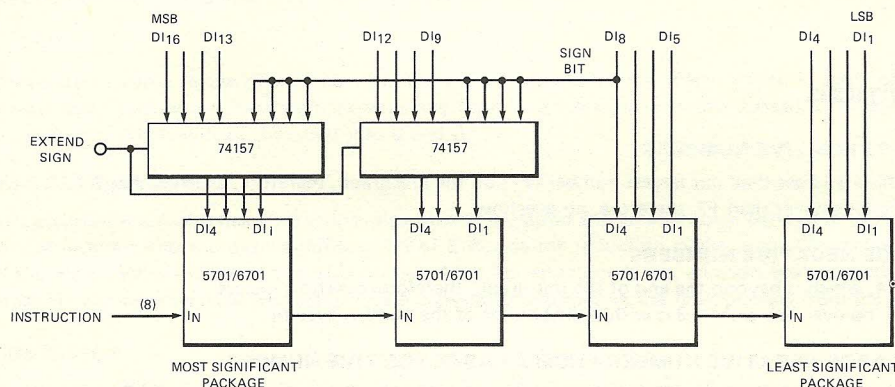 MSB
LSB
DI16 DI13
DI12 DI9
DI8 DI5
DI4 DI1
SIGN
BIT
EXTEND
SIGN
74157
74157
DI4 DIi
DI4 DI1
DI4 DI1
DI4 DI1
5701/6701
5701/6701
5701/6701
5701/6701
INSTRUCTION
(8)
IN
IN
IN
IN
MOST SIGNIFICANT
PACKAGE
LEAST SIGNIFICANT
PACKAGE